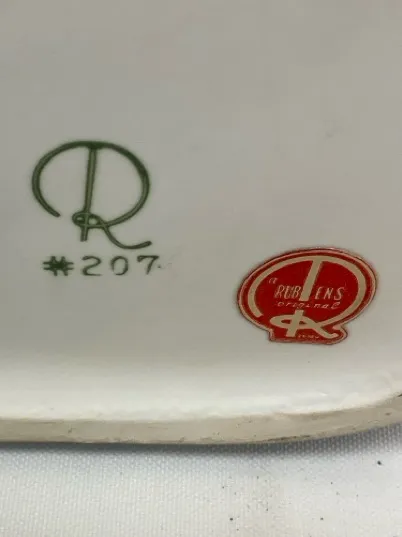 R
#207
a
RUBENS
original